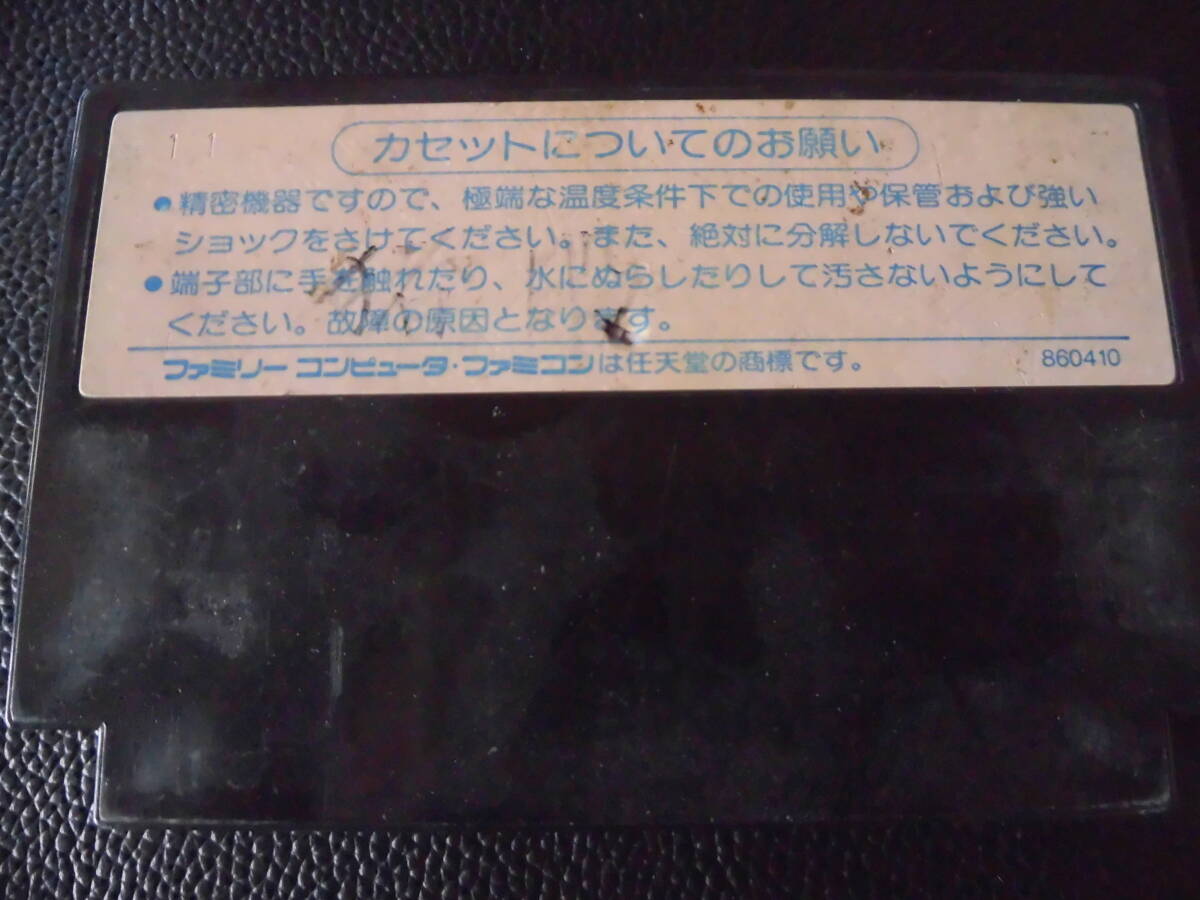 11
カセットについてのお願い
●精密機器ですので、極端な温度条件下での使用や保管および強い
ショックをさけてください。また、絶対に分解しないでください。
●端子部に手を触れたり、水にぬらしたりして汚さないようにして
ください。故障の原因となります。
ファミリーコンピュータ・ファミコンは任天堂の商標です。 860410